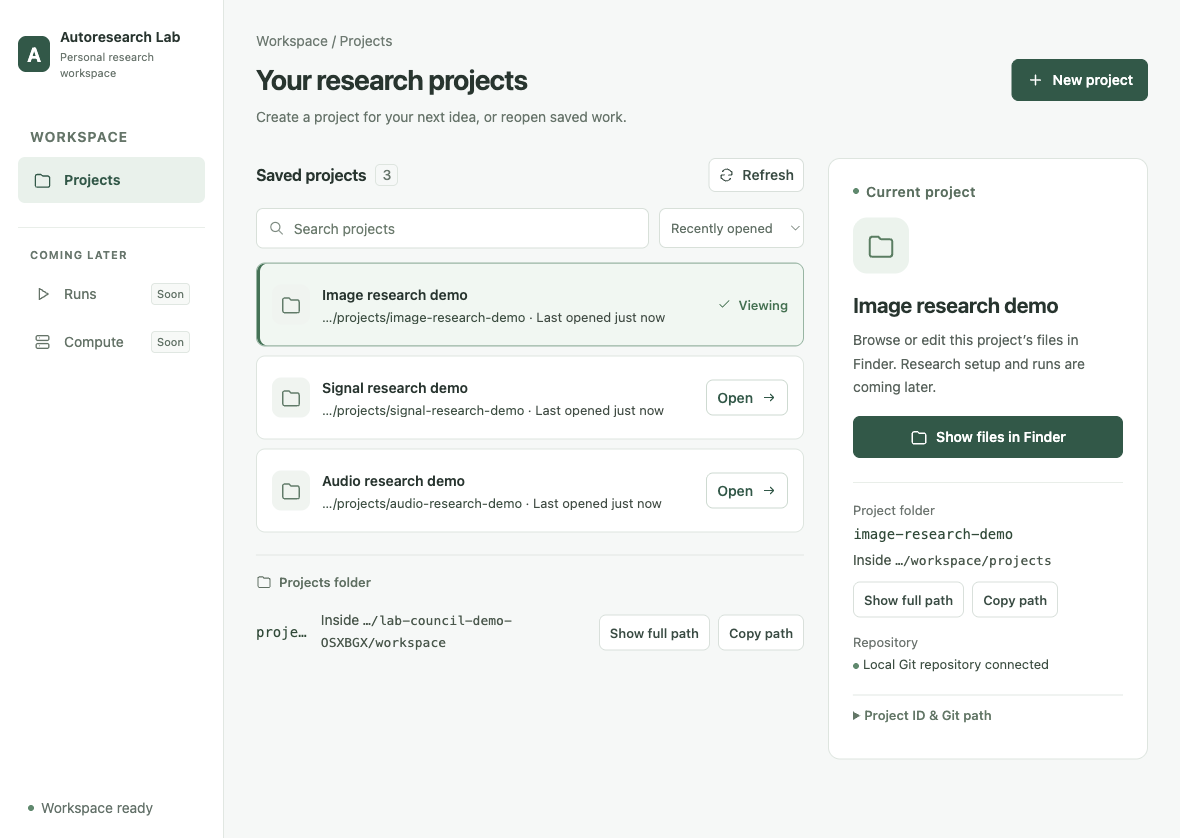 A
Autoresearch Lab
Personal research
workspace
WORKSPACE
Projects
COMING LATER
Runs
Soon
Compute
Soon
Workspace ready
Workspace / Projects
Your research projects
Create a project for your next idea, or reopen saved work.
New project
Saved projects 3
Refresh
Search projects
Recently opened
Image research demo
…/projects/image-research-demo · Last opened just now
Viewing
Signal research demo
…/projects/signal-research-demo · Last opened just now
Open
Audio research demo
…/projects/audio-research-demo · Last opened just now
Open
Projects folder
proje…
Inside …/lab-council-demo-
OSXBGX/workspace
Show full path
Copy path
Current project
Image research demo
Browse or edit this project’s files in
Finder. Research setup and runs are
coming later.
Show files in Finder
Project folder
image-research-demo
Inside …/workspace/projects
Show full path
Copy path
Repository
Local Git repository connected
Project ID & Git path